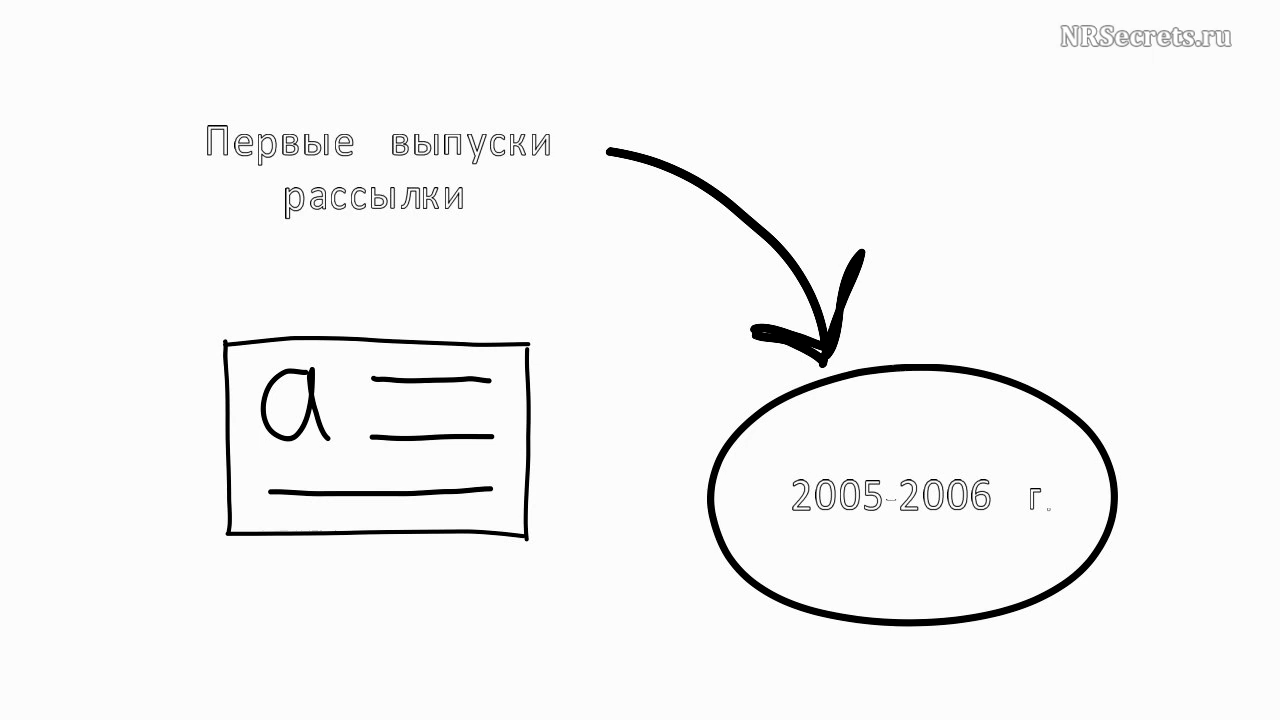 NRSecrets.ru
Первые выпуски
рассылки
a
2005-2006 г.